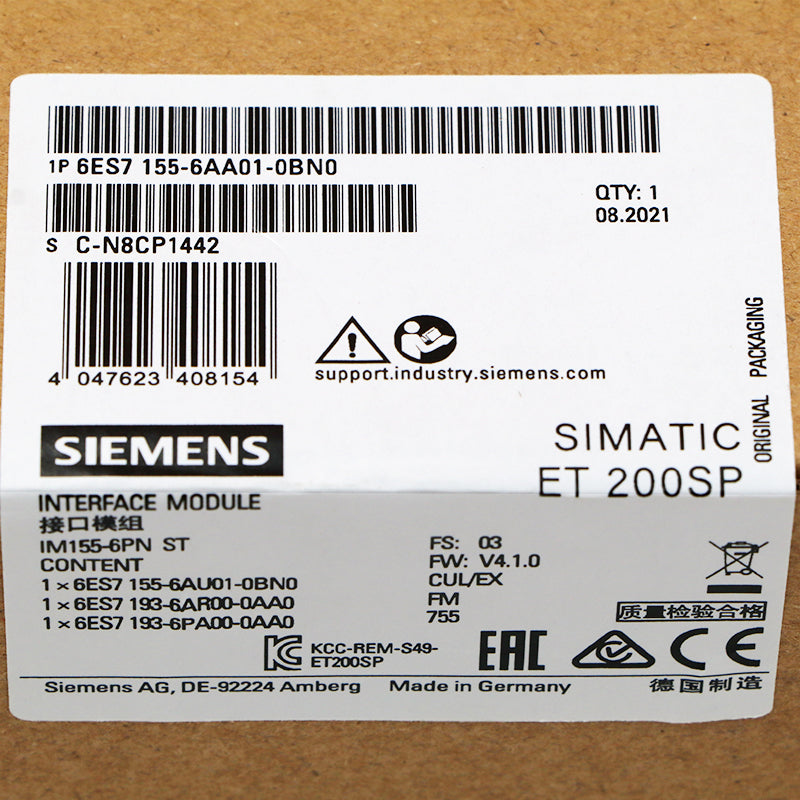 1P 6ES7 155-6AA01-0BN0
QTY: 1
08.2021
S C-N8CP1442
4 047623 408154
support.industry.siemens.com
ORIGINAL PACKAGING
SIEMENS
SIMATIC
ET 200SP
INTERFACE MODULE
接口模组
IM155-6PN ST
CONTENT
1 x 6ES7 155-6AU01-0BN0
1 x 6ES7 193-6AR00-0AA0
1 x 6ES7 193-6PA00-0AA0
FS: 03
FW: V4.1.0
CUL/EX
FM
755
质量检验合格
KCC-REM-S49-
ET200SP
EAC
CE
Siemens AG, DE-92224 Amberg Made in Germany 德国制造